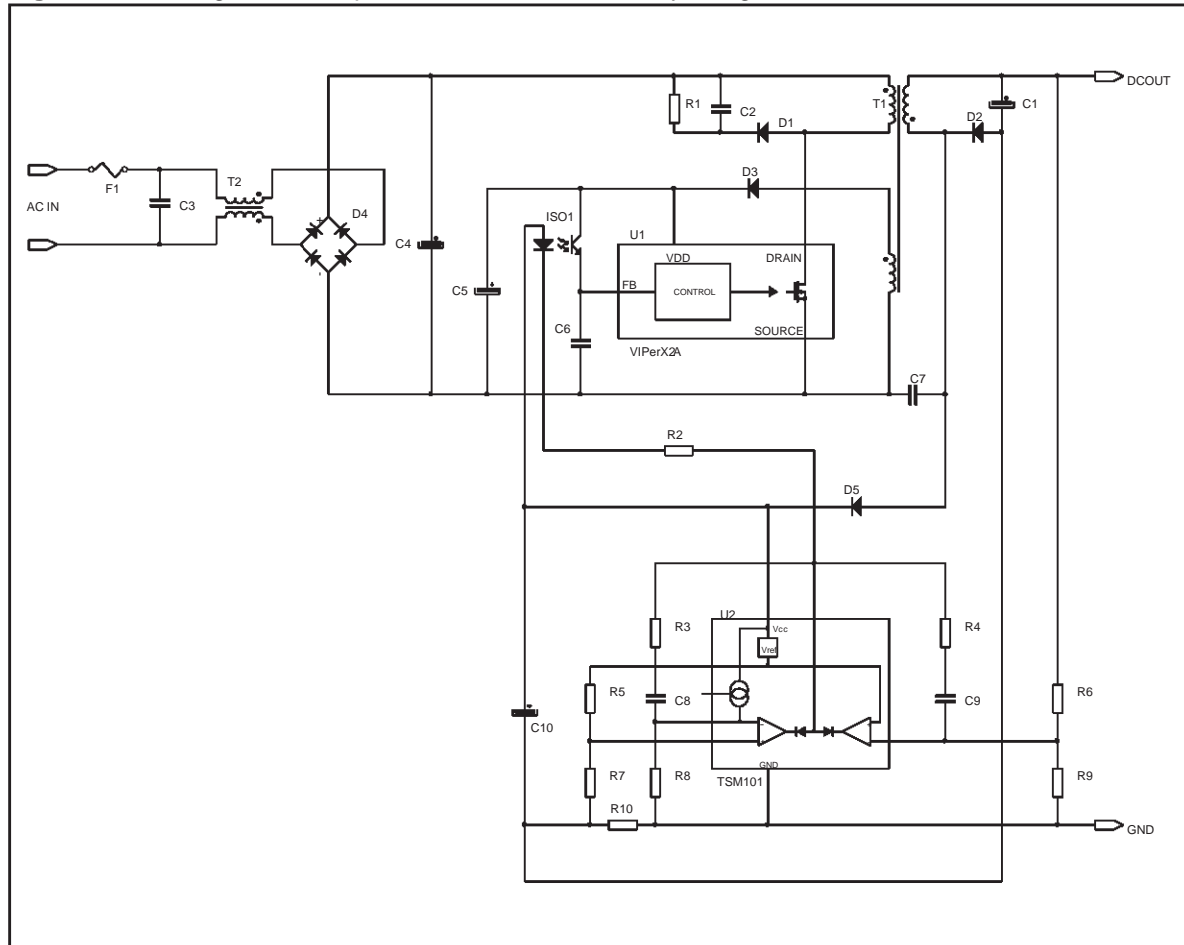 DCOUT
R1
C2
D1
T1
D2
C1
F1
AC IN
C3
T2
D4
+
-
C4
C5
ISO1
D3
U1
VDD
DRAIN
FB
CONTROL
SOURCE
VIPerX2A
C6
C7
R2
D5
U2
R3
Vcc
Vref
R4
R5
C8
C9
R6
C10
R7
R8
GND
TSM101
R9
R10
GND